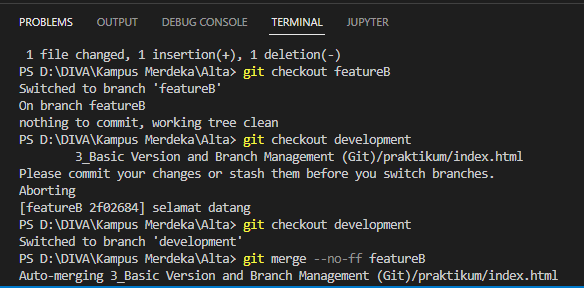 PROBLEMS OUTPUT DEBUG CONSOLE TERMINAL JUPYTER
1 file changed, 1 insertion(+), 1 deletion(-)
PS D:\DIVA\Kampus Merdeka\Alta> git checkout featureB
Switched to branch 'featureB'
On branch featureB
nothing to commit, working tree clean
PS D:\DIVA\Kampus Merdeka\Alta> git checkout development
3_Basic Version and Branch Management (Git)/praktikum/index.html
Please commit your changes or stash them before you switch branches.
Aborting
[featureB 2f02684] selamat datang
PS D:\DIVA\Kampus Merdeka\Alta> git checkout development
Switched to branch 'development'
PS D:\DIVA\Kampus Merdeka\Alta> git merge --no-ff featureB
Auto-merging 3_Basic Version and Branch Management (Git)/praktikum/index.html